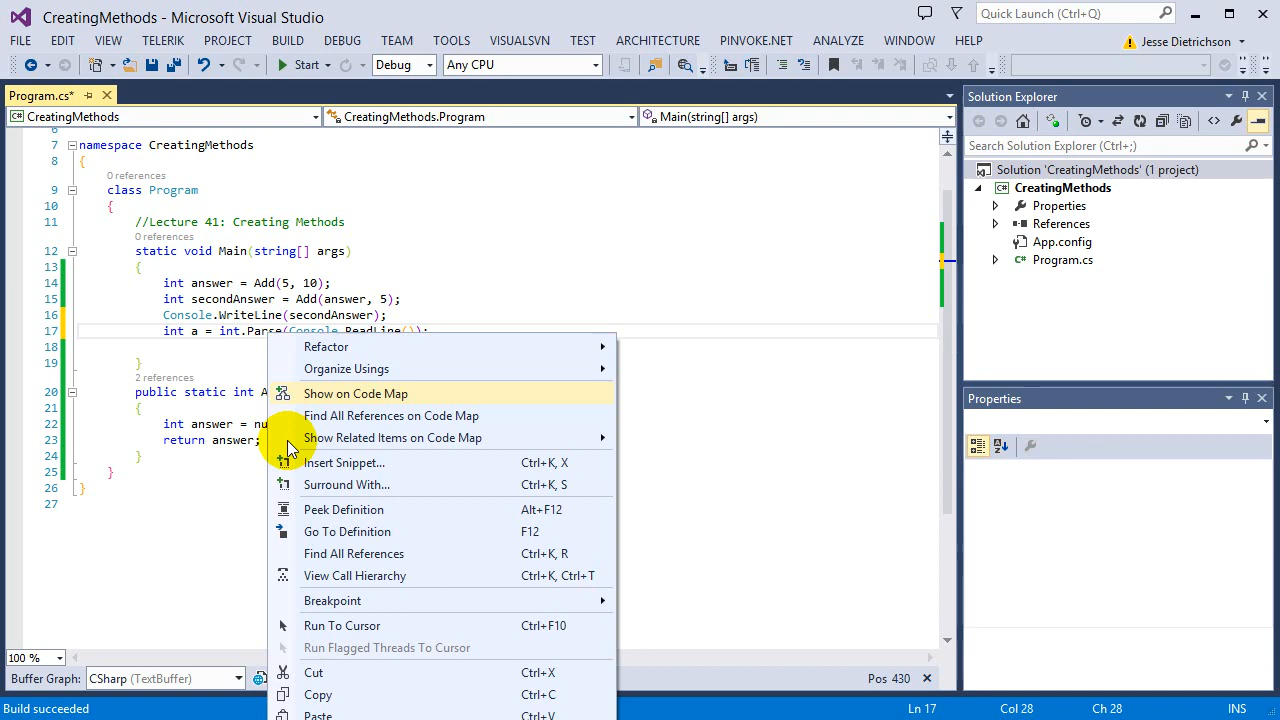 CreatingMethods - Microsoft Visual Studio
Quick Launch (Ctrl+Q)
FILE EDIT VIEW TELERIK PROJECT BUILD DEBUG TEAM TOOLS VISUALSVN TEST ARCHITECTURE PINVOKE.NET ANALYZE WINDOW HELP
Jesse Dietrichson
Start Debug Any CPU
Program.cs*
CreatingMethods CreatingMethods.Program Main(string[] args)
6
7 namespace CreatingMethods
8 {
0 references
9 class Program
10 {
11 //Lecture 41: Creating Methods
0 references
12 static void Main(string[] args)
13 {
14 int answer = Add(5, 10);
15 int secondAnswer = Add(answer, 5);
16 Console.WriteLine(secondAnswer);
17 int a = int.Parse(Console.ReadLine());
18
19 }
2 references
20 public static int A
21 {
22 int answer = nu
23 return answer;
24 }
25 }
26 }
27
Refactor
Organize Usings
Show on Code Map
Find All References on Code Map
Show Related Items on Code Map
Insert Snippet... Ctrl+K, X
Surround With... Ctrl+K, S
Peek Definition Alt+F12
Go To Definition F12
Find All References Ctrl+K, R
View Call Hierarchy Ctrl+K, Ctrl+T
Breakpoint
Run To Cursor Ctrl+F10
Run Flagged Threads To Cursor
Cut Ctrl+X
Copy Ctrl+C
Paste Ctrl+V
Solution Explorer
Search Solution Explorer (Ctrl+;)
Solution 'CreatingMethods' (1 project)
C# CreatingMethods
Properties
References
App.config
C# Program.cs
Properties
100 %
Buffer Graph: CSharp (TextBuffer) Pos 430
Build succeeded Ln 17 Col 28 Ch 28 INS